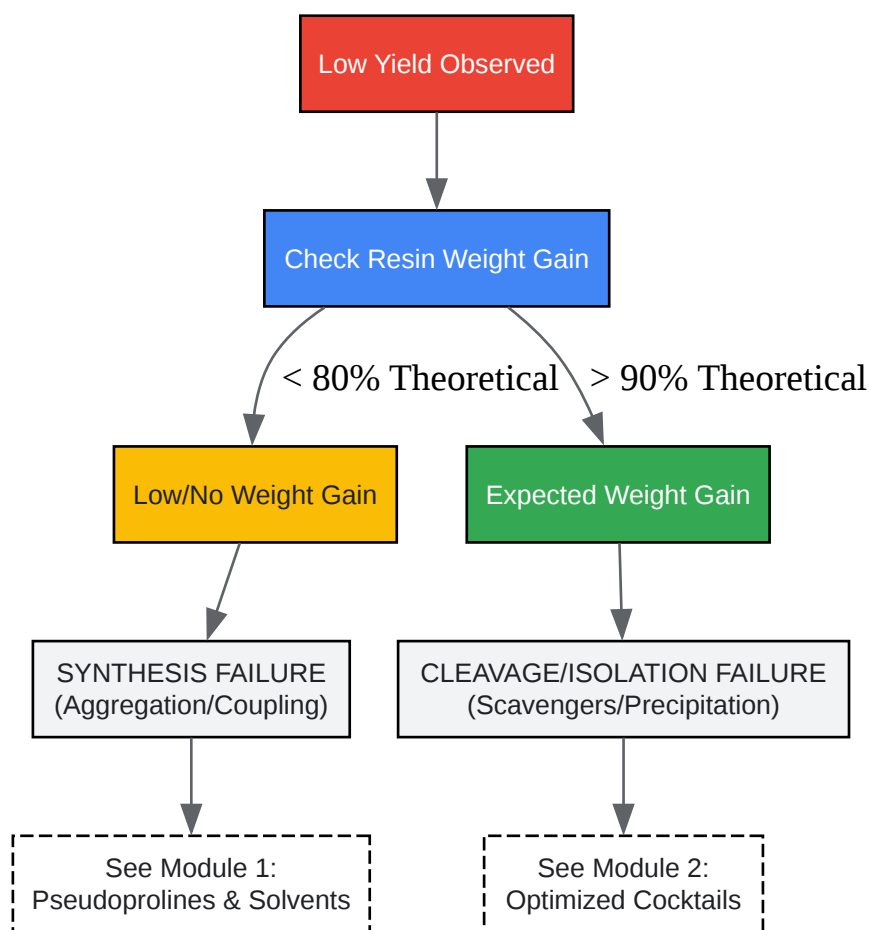 Low Yield Observed
Check Resin Weight Gain
< 80% Theoretical
> 90% Theoretical
Low/No Weight Gain
Expected Weight Gain
SYNTHESIS FAILURE
(Aggregation/Coupling)
CLEAVAGE/ISOLATION FAILURE
(Scavengers/Precipitation)
See Module 1:
Pseudoprolines & Solvents
See Module 2:
Optimized Cocktails